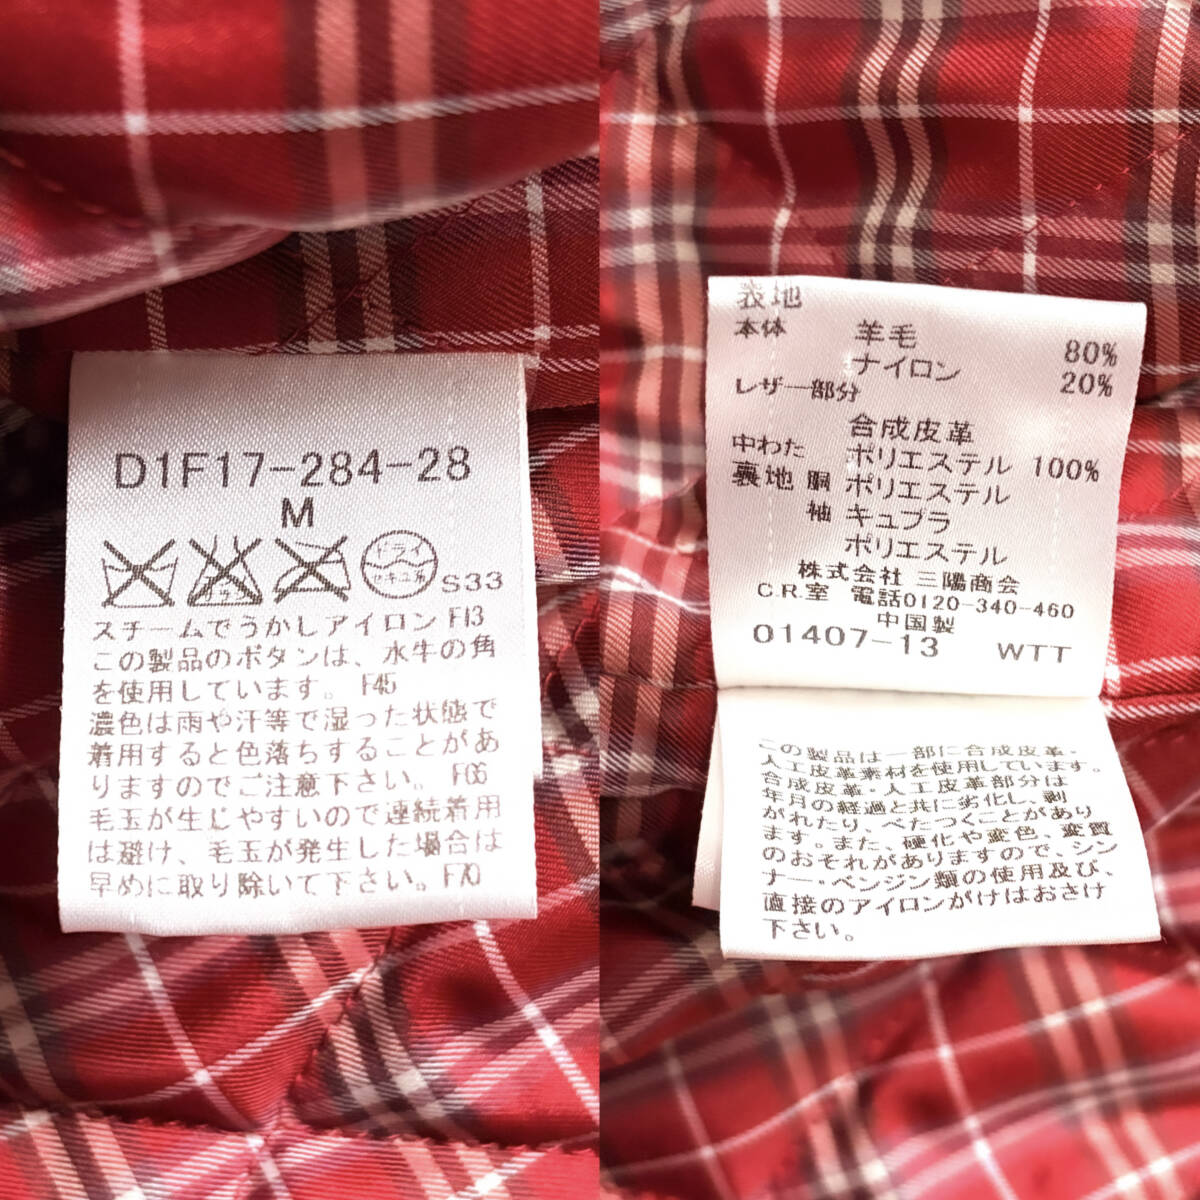 D1F17-284-28
M
エンソ サラシ
ドライ
セキユ系
S33
スチームでうかしアイロン F13
この製品のボタンは、水牛の角
を使用しています。 F45
濃色は雨や汗等で湿った状態で
着用すると色落ちすることがあ
りますのでご注意下さい。 F06
毛玉が生じやすいので連続着用
は避け、毛玉が発生した場合は
早めに取り除いて下さい。F70
表地
本体 羊毛 80%
ナイロン 20%
レザー部分
合成皮革
中わた ポリエステル 100%
裏地 胴 ポリエステル
袖 キュプラ
ポリエステル
株式会社 三陽商会
C.R.室 電話0120-340-460
中国製
01407-13 WTT
この製品は一部に合成皮革・
人工皮革素材を使用しています。
合成皮革・人工皮革部分は
年月の経過と共に劣化し、剥
がれたり、べたつくことがあり
ます。また、硬化や変色、変質
のおそれがありますので、シン
ナー・ベンジン類の使用及び、
直接のアイロンがけはおさけ
下さい。